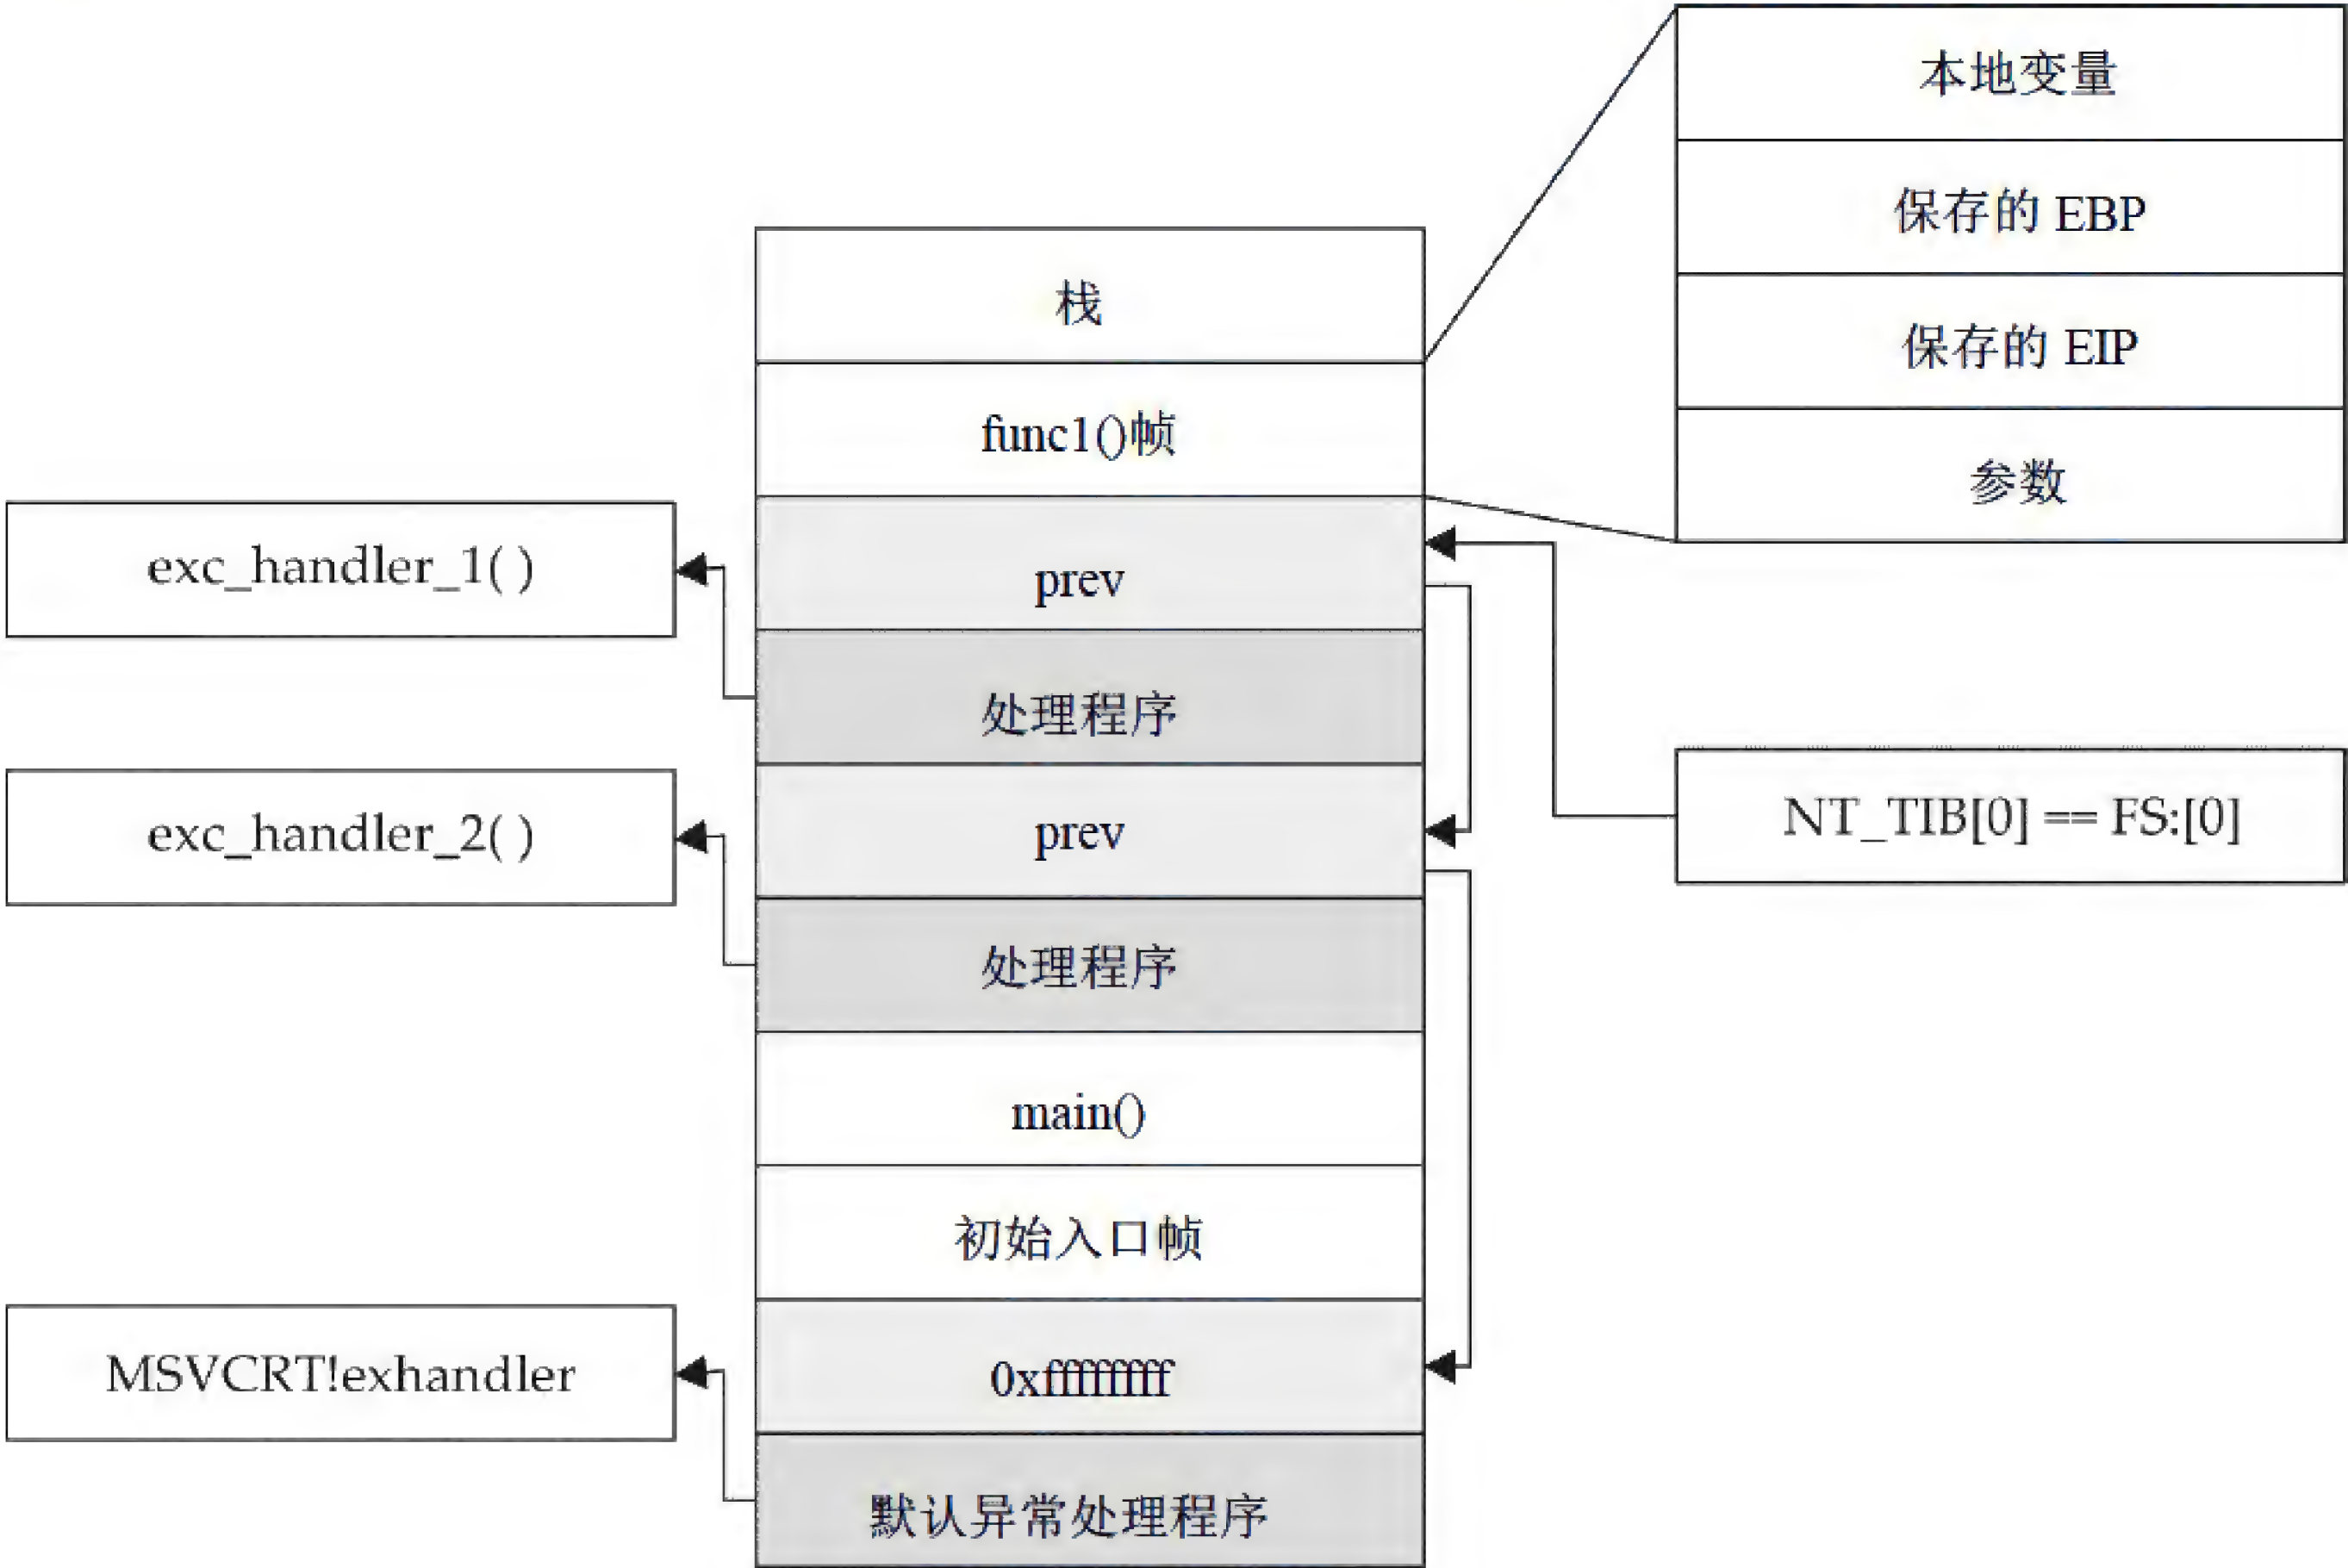 本地变量
保存的 EBP
保存的 EIP
参数
栈
func1()帧
prev
处理程序
prev
处理程序
main()
初始入口帧
0xffffffff
默认异常处理程序
exc_handler_1( )
exc_handler_2( )
MSVCRT!exhandler
NT_TIB[0] == FS:[0]